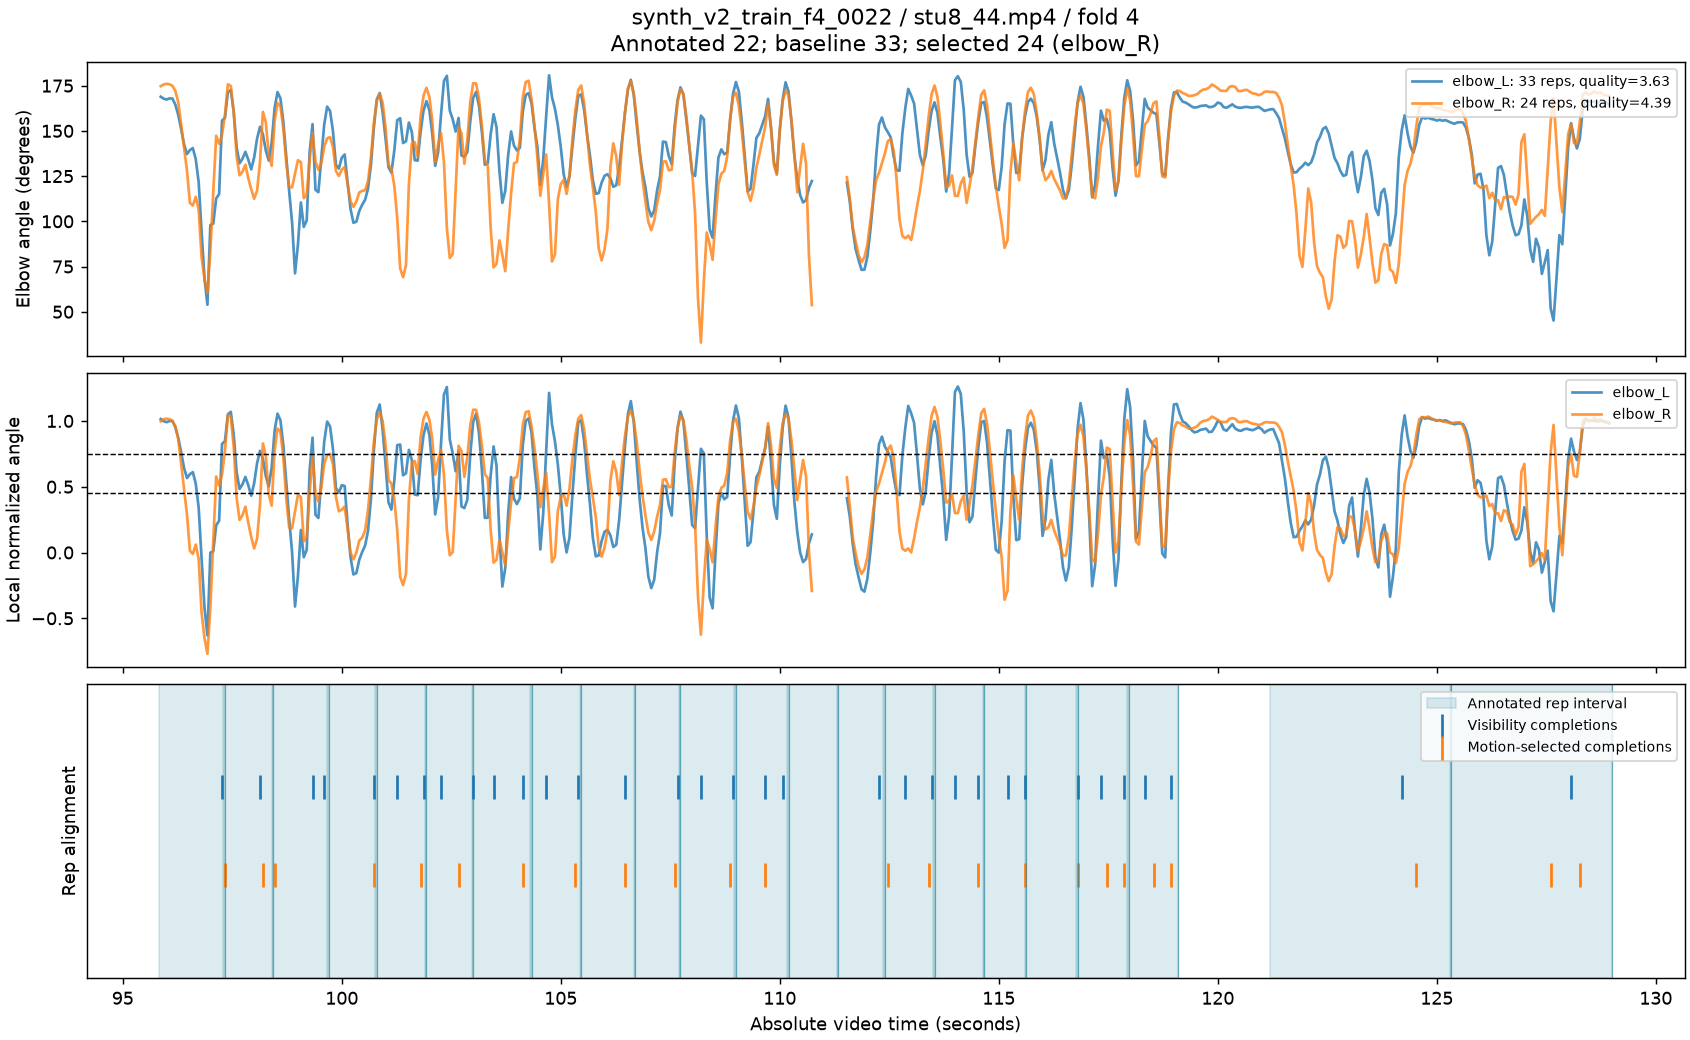 synth_v2_train_f4_0022 / stu8_44.mp4 / fold 4
Annotated 22; baseline 33; selected 24 (elbow_R)
Elbow angle (degrees)
175
150
125
100
75
50
elbow_L: 33 reps, quality=3.63
elbow_R: 24 reps, quality=4.39
Local normalized angle
1.0
0.5
0.0
−0.5
elbow_L
elbow_R
Rep alignment
Annotated rep interval
Visibility completions
Motion-selected completions
95
100
105
110
115
120
125
130
Absolute video time (seconds)